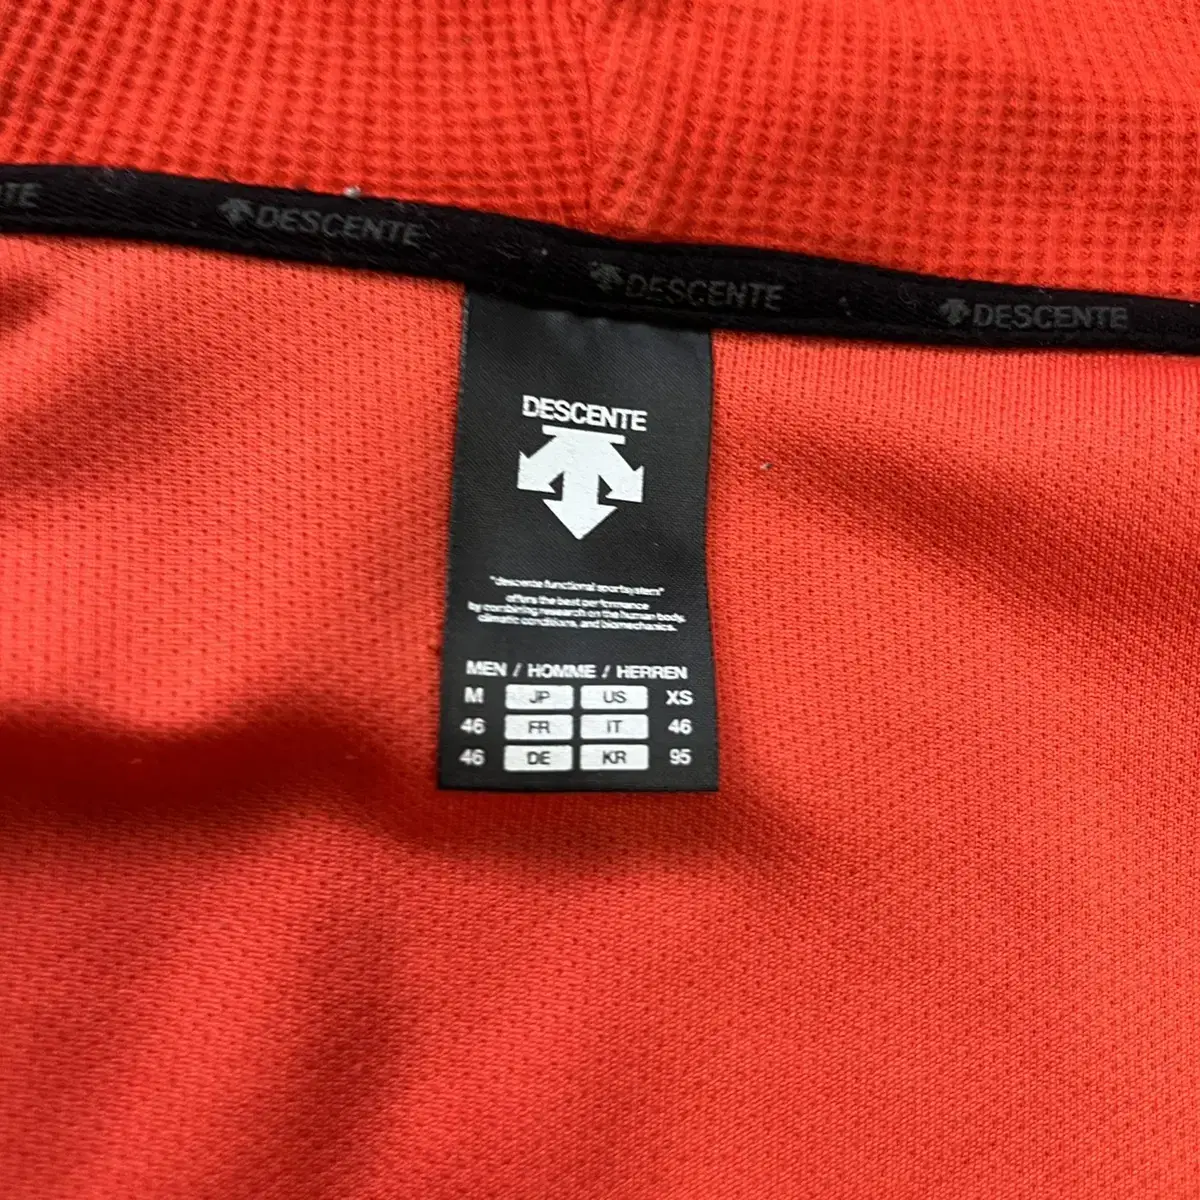 TE DESCENTE DESCENTE DESCENTE
DESCENTE
"descente functional sportsystem"
offers the best performance
by combining research on the human body,
climatic conditions, and biomechanics.
MEN / HOMME / HERREN
M JP US XS
46 FR IT 46
46 DE KR 95